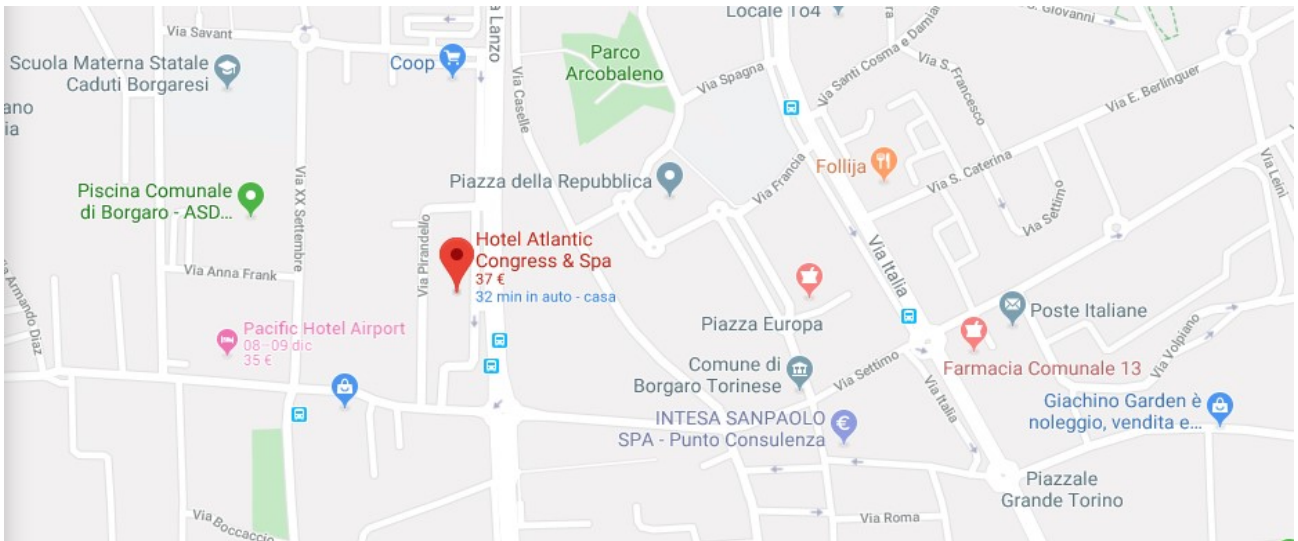 Locale To4
S. Giovanni
Via Savant
a Lanzo
Parco
Arcobaleno
Via Santi Cosma e Damian
Coop
Scuola Materna Statale
Caduti Borgaresi
Via Spagna
Via S. Francesco
Via E. Berlinguer
ano
ia
Via Caselle
Follija
Via S. Caterina
Via Leini
Via XX Settembre
Piazza della Repubblica
Via Francia
Via Settimo
Piscina Comunale
di Borgaro - ASD...
Via Pirandello
Hotel Atlantic
Congress & Spa
37 €
32 min in auto - casa
Via Italia
Via Anna Frank
Via Armando Diaz
Poste Italiane
Pacific Hotel Airport
08–09 dic
35 €
Piazza Europa
Via Volpiano
Comune di
Borgaro Torinese
Via Settimo
Farmacia Comunale 13
Via Italia
Giachino Garden è
noleggio, vendita e...
INTESA SANPAOLO
SPA - Punto Consulenza
Piazzale
Grande Torino
Via Boccaccio
Via Roma